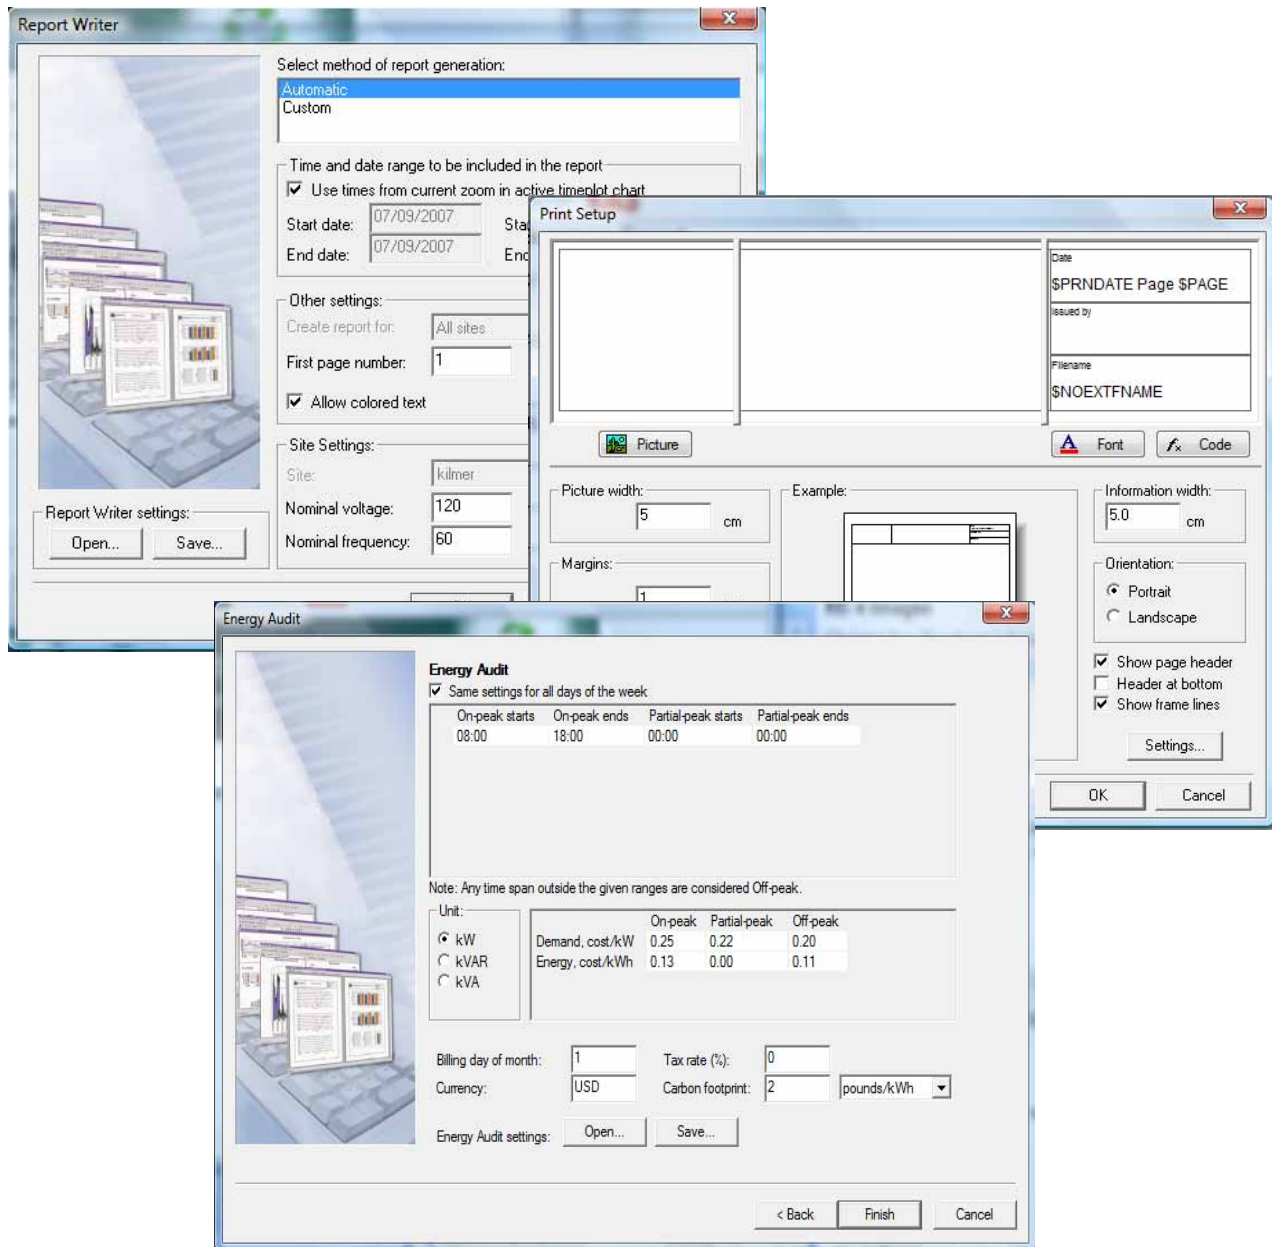 Report Writer
Select method of report generation:
Automatic
Custom
Time and date range to be included in the report
Use times from current zoom in active timeplot chart
Start date: 07/09/2007 Sta
End date: 07/09/2007 End
Other settings:
Create report for: All sites
First page number: 1
Allow colored text
Site Settings:
Site: kilmer
Nominal voltage: 120
Nominal frequency: 60
Report Writer settings:
Open... Save...
Print Setup
Date
$PRNDATE Page $PAGE
Issued by
Filename
$NOEXTFNAME
Picture
Font
Code
Picture width:
5 cm
Margins:
1
Example:
Information width:
5.0 cm
Orientation:
Portrait
Landscape
Show page header
Header at bottom
Show frame lines
Settings...
OK Cancel
Energy Audit
Energy Audit
Same settings for all days of the week
On-peak starts On-peak ends Partial-peak starts Partial-peak ends
08:00 18:00 00:00 00:00
Note: Any time span outside the given ranges are considered Off-peak.
Unit:
kW
kVAR
kVA
On-peak Partial-peak Off-peak
Demand, cost/kW 0.25 0.22 0.20
Energy, cost/kWh 0.13 0.00 0.11
Billing day of month: 1 Tax rate (%): 0
Currency: USD Carbon footprint: 2 pounds/kWh
Energy Audit settings: Open... Save...
< Back Finish Cancel